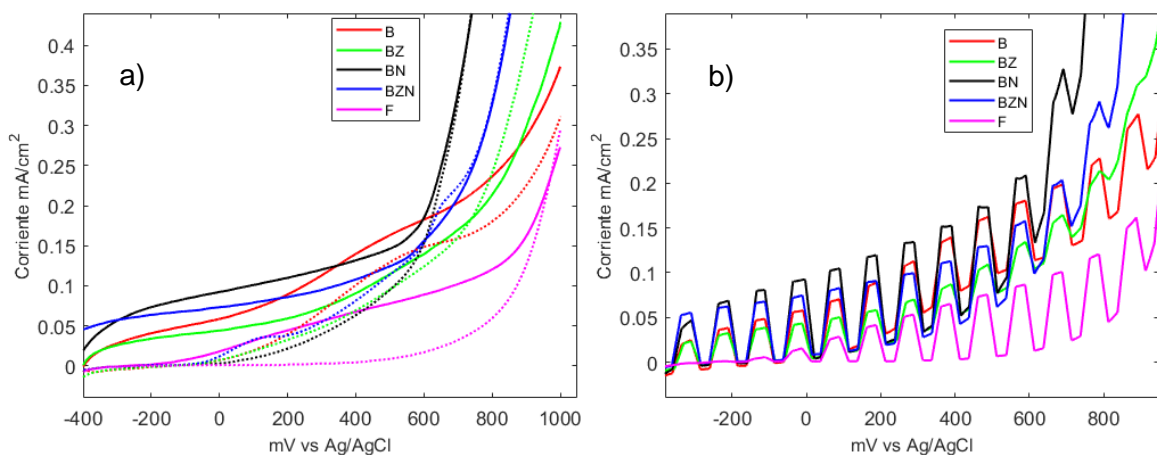 a)
B
BZ
BN
BZN
F
0.4
0.35
0.3
0.25
0.2
0.15
0.1
0.05
0
Corriente mA/cm²
-400
-200
0
200
400
600
800
1000
mV vs Ag/AgCl
b)
B
BZ
BN
BZN
F
0.35
0.3
0.25
0.2
0.15
0.1
0.05
0
Corriente mA/cm²
-200
0
200
400
600
800
mV vs Ag/AgCl